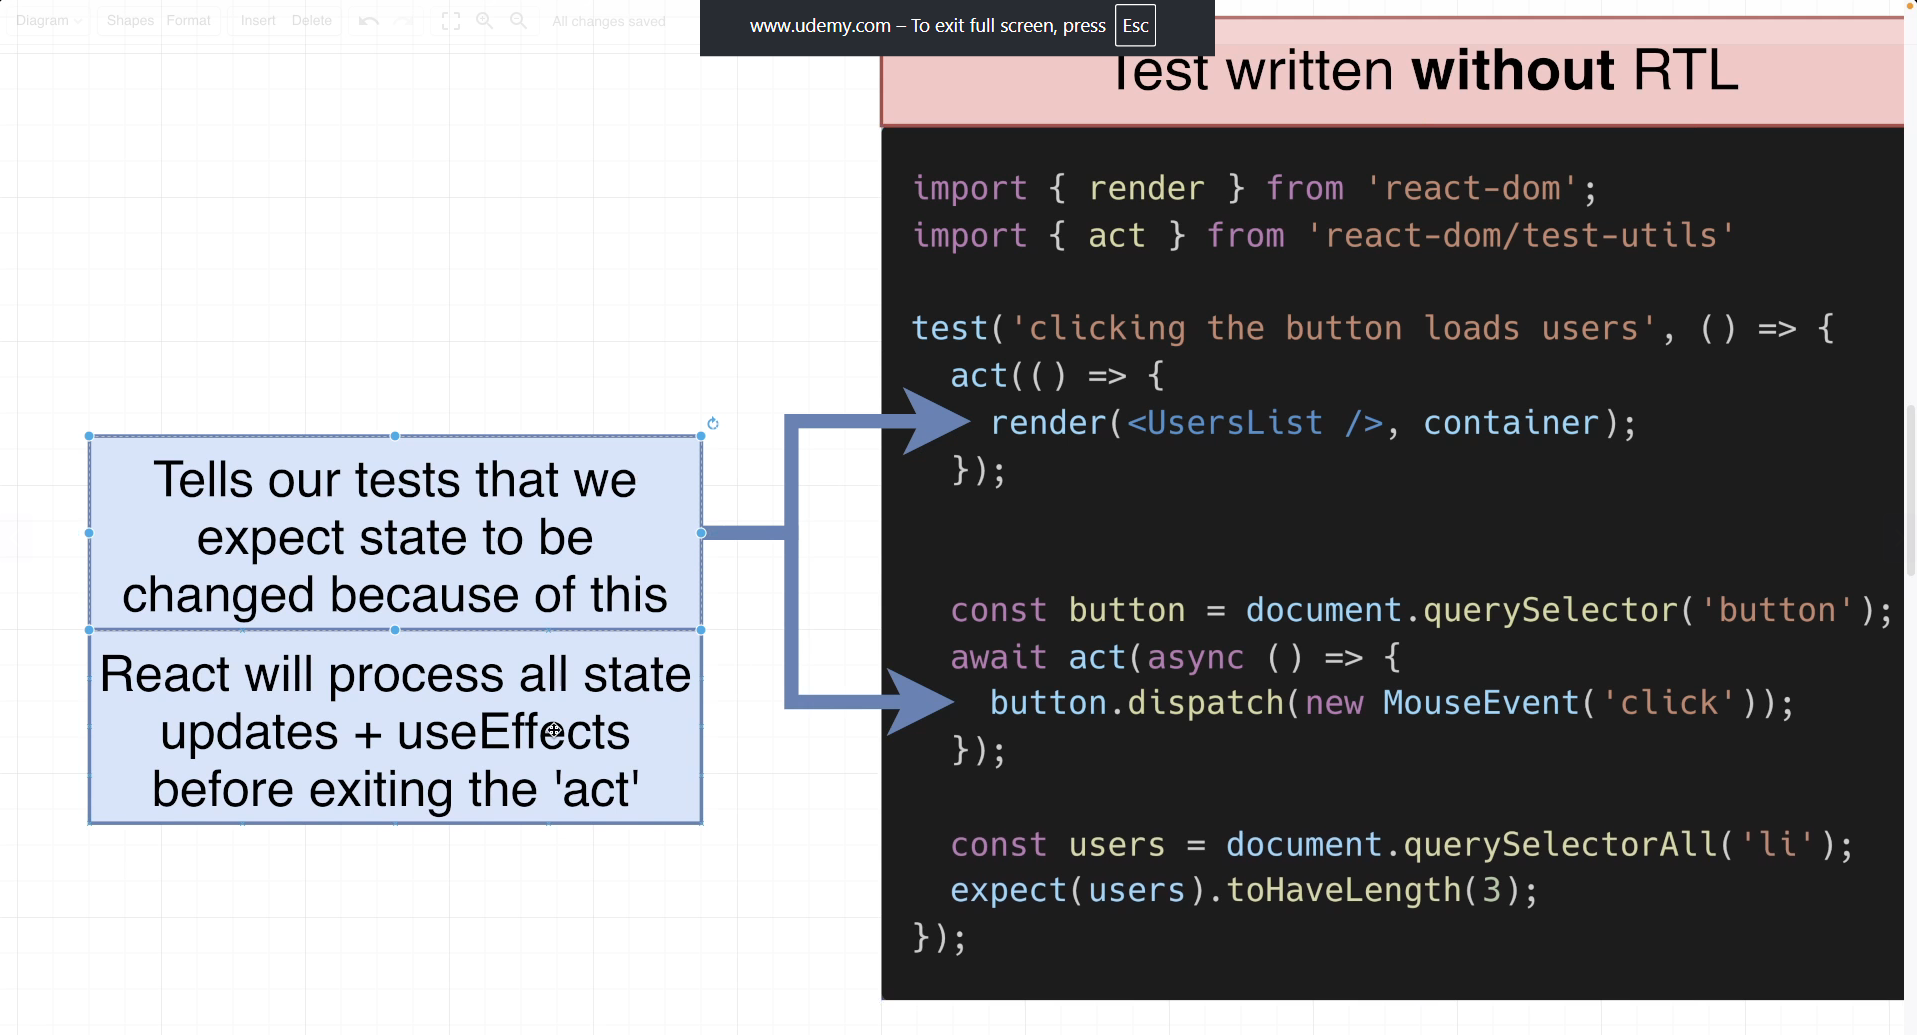 Diagram
Shapes
Format
Insert
Delete
All changes saved
www.udemy.com – To exit full screen, press Esc
Test written without RTL
import { render } from 'react-dom';
import { act } from 'react-dom/test-utils'
test('clicking the button loads users', () => {
act(() => {
render(<UsersList />, container);
});
const button = document.querySelector('button');
await act(async () => {
button.dispatch(new MouseEvent('click'));
});
const users = document.querySelectorAll('li');
expect(users).toHaveLength(3);
});
Tells our tests that we
expect state to be
changed because of this
React will process all state
updates + useEffects
before exiting the 'act'